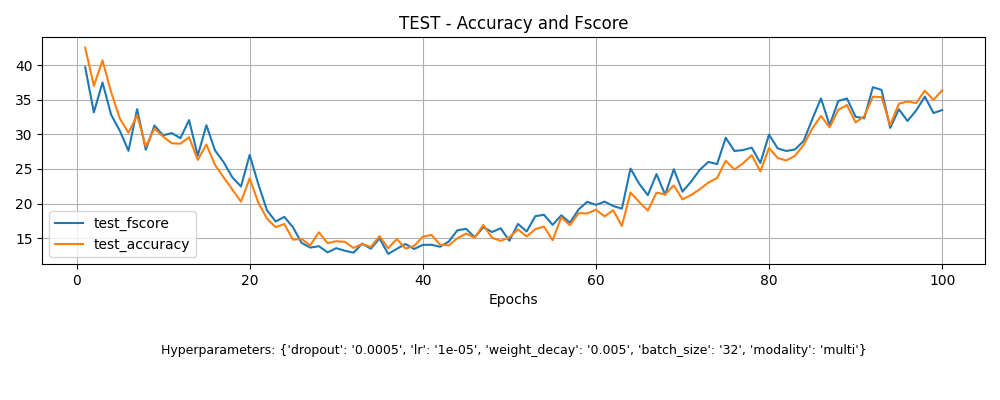 TEST - Accuracy and Fscore
40
35
30
25
20
15
test_fscore
test_accuracy
0 20 40 60 80 100
Epochs
Hyperparameters: {'dropout': '0.0005', 'lr': '1e-05', 'weight_decay': '0.005', 'batch_size': '32', 'modality': 'multi'}